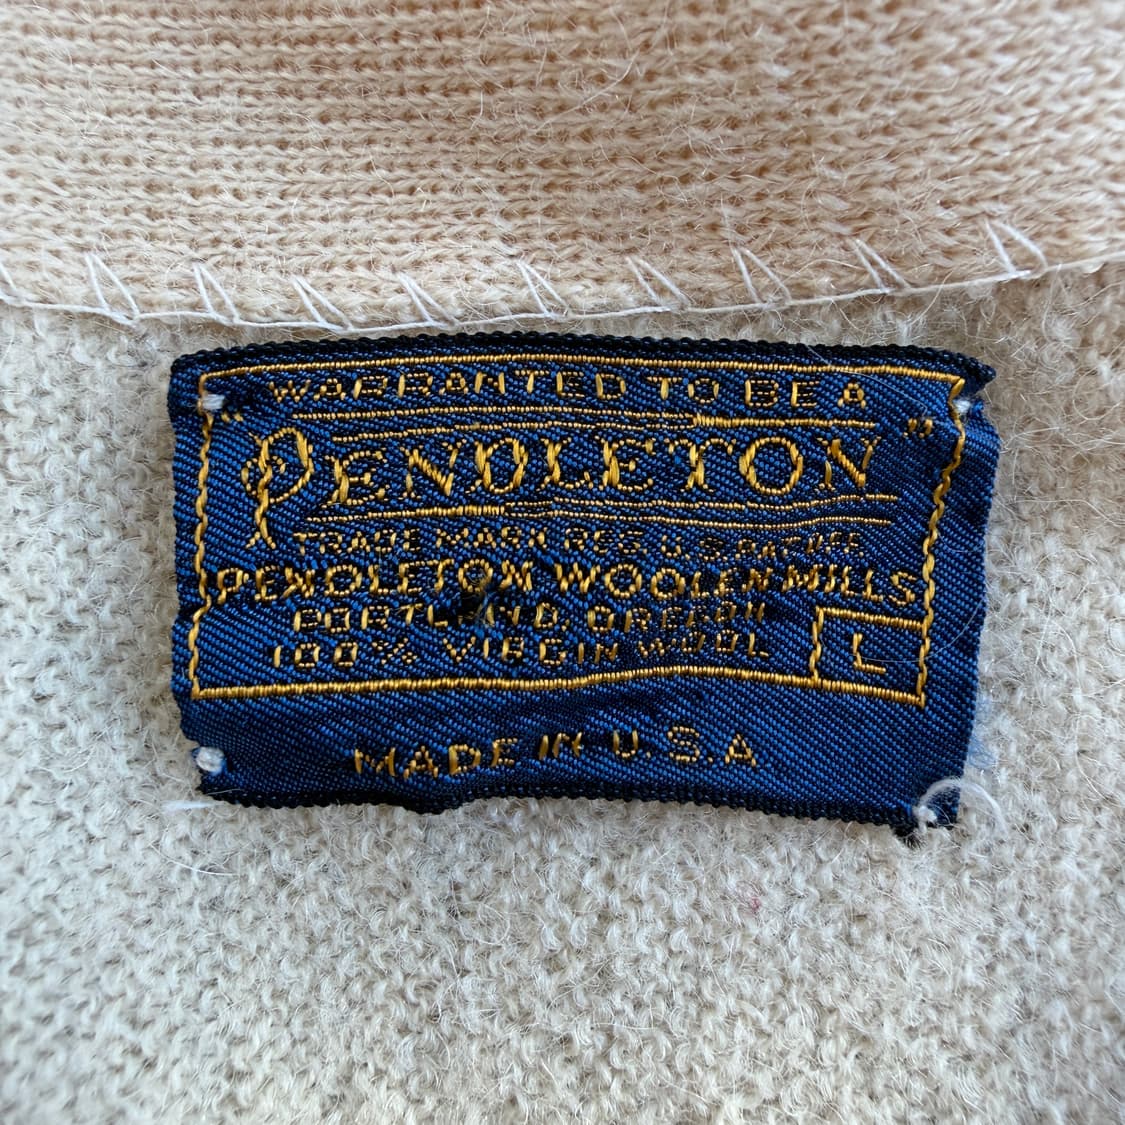 WARRANTED TO BE A
"PENDLETON"
TRADE MARK REG. U.S. PAT. OFF.
PENDLETON WOOLEN MILLS
PORTLAND, OREGON
100% VIRGIN WOOL
L
MADE IN U.S.A